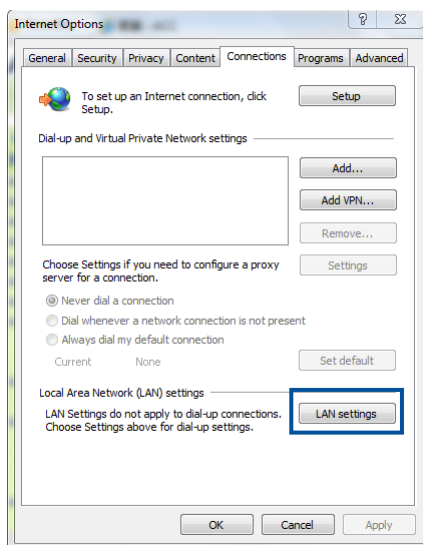 Internet Options
General Security Privacy Content Connections Programs Advanced
To set up an Internet connection, click
Setup.
Setup
Dial-up and Virtual Private Network settings
Add...
Add VPN...
Remove...
Choose Settings if you need to configure a proxy
server for a connection.
Settings
Never dial a connection
Dial whenever a network connection is not present
Always dial my default connection
Current None
Set default
Local Area Network (LAN) settings
LAN Settings do not apply to dial-up connections.
Choose Settings above for dial-up settings.
LAN settings
OK Cancel Apply